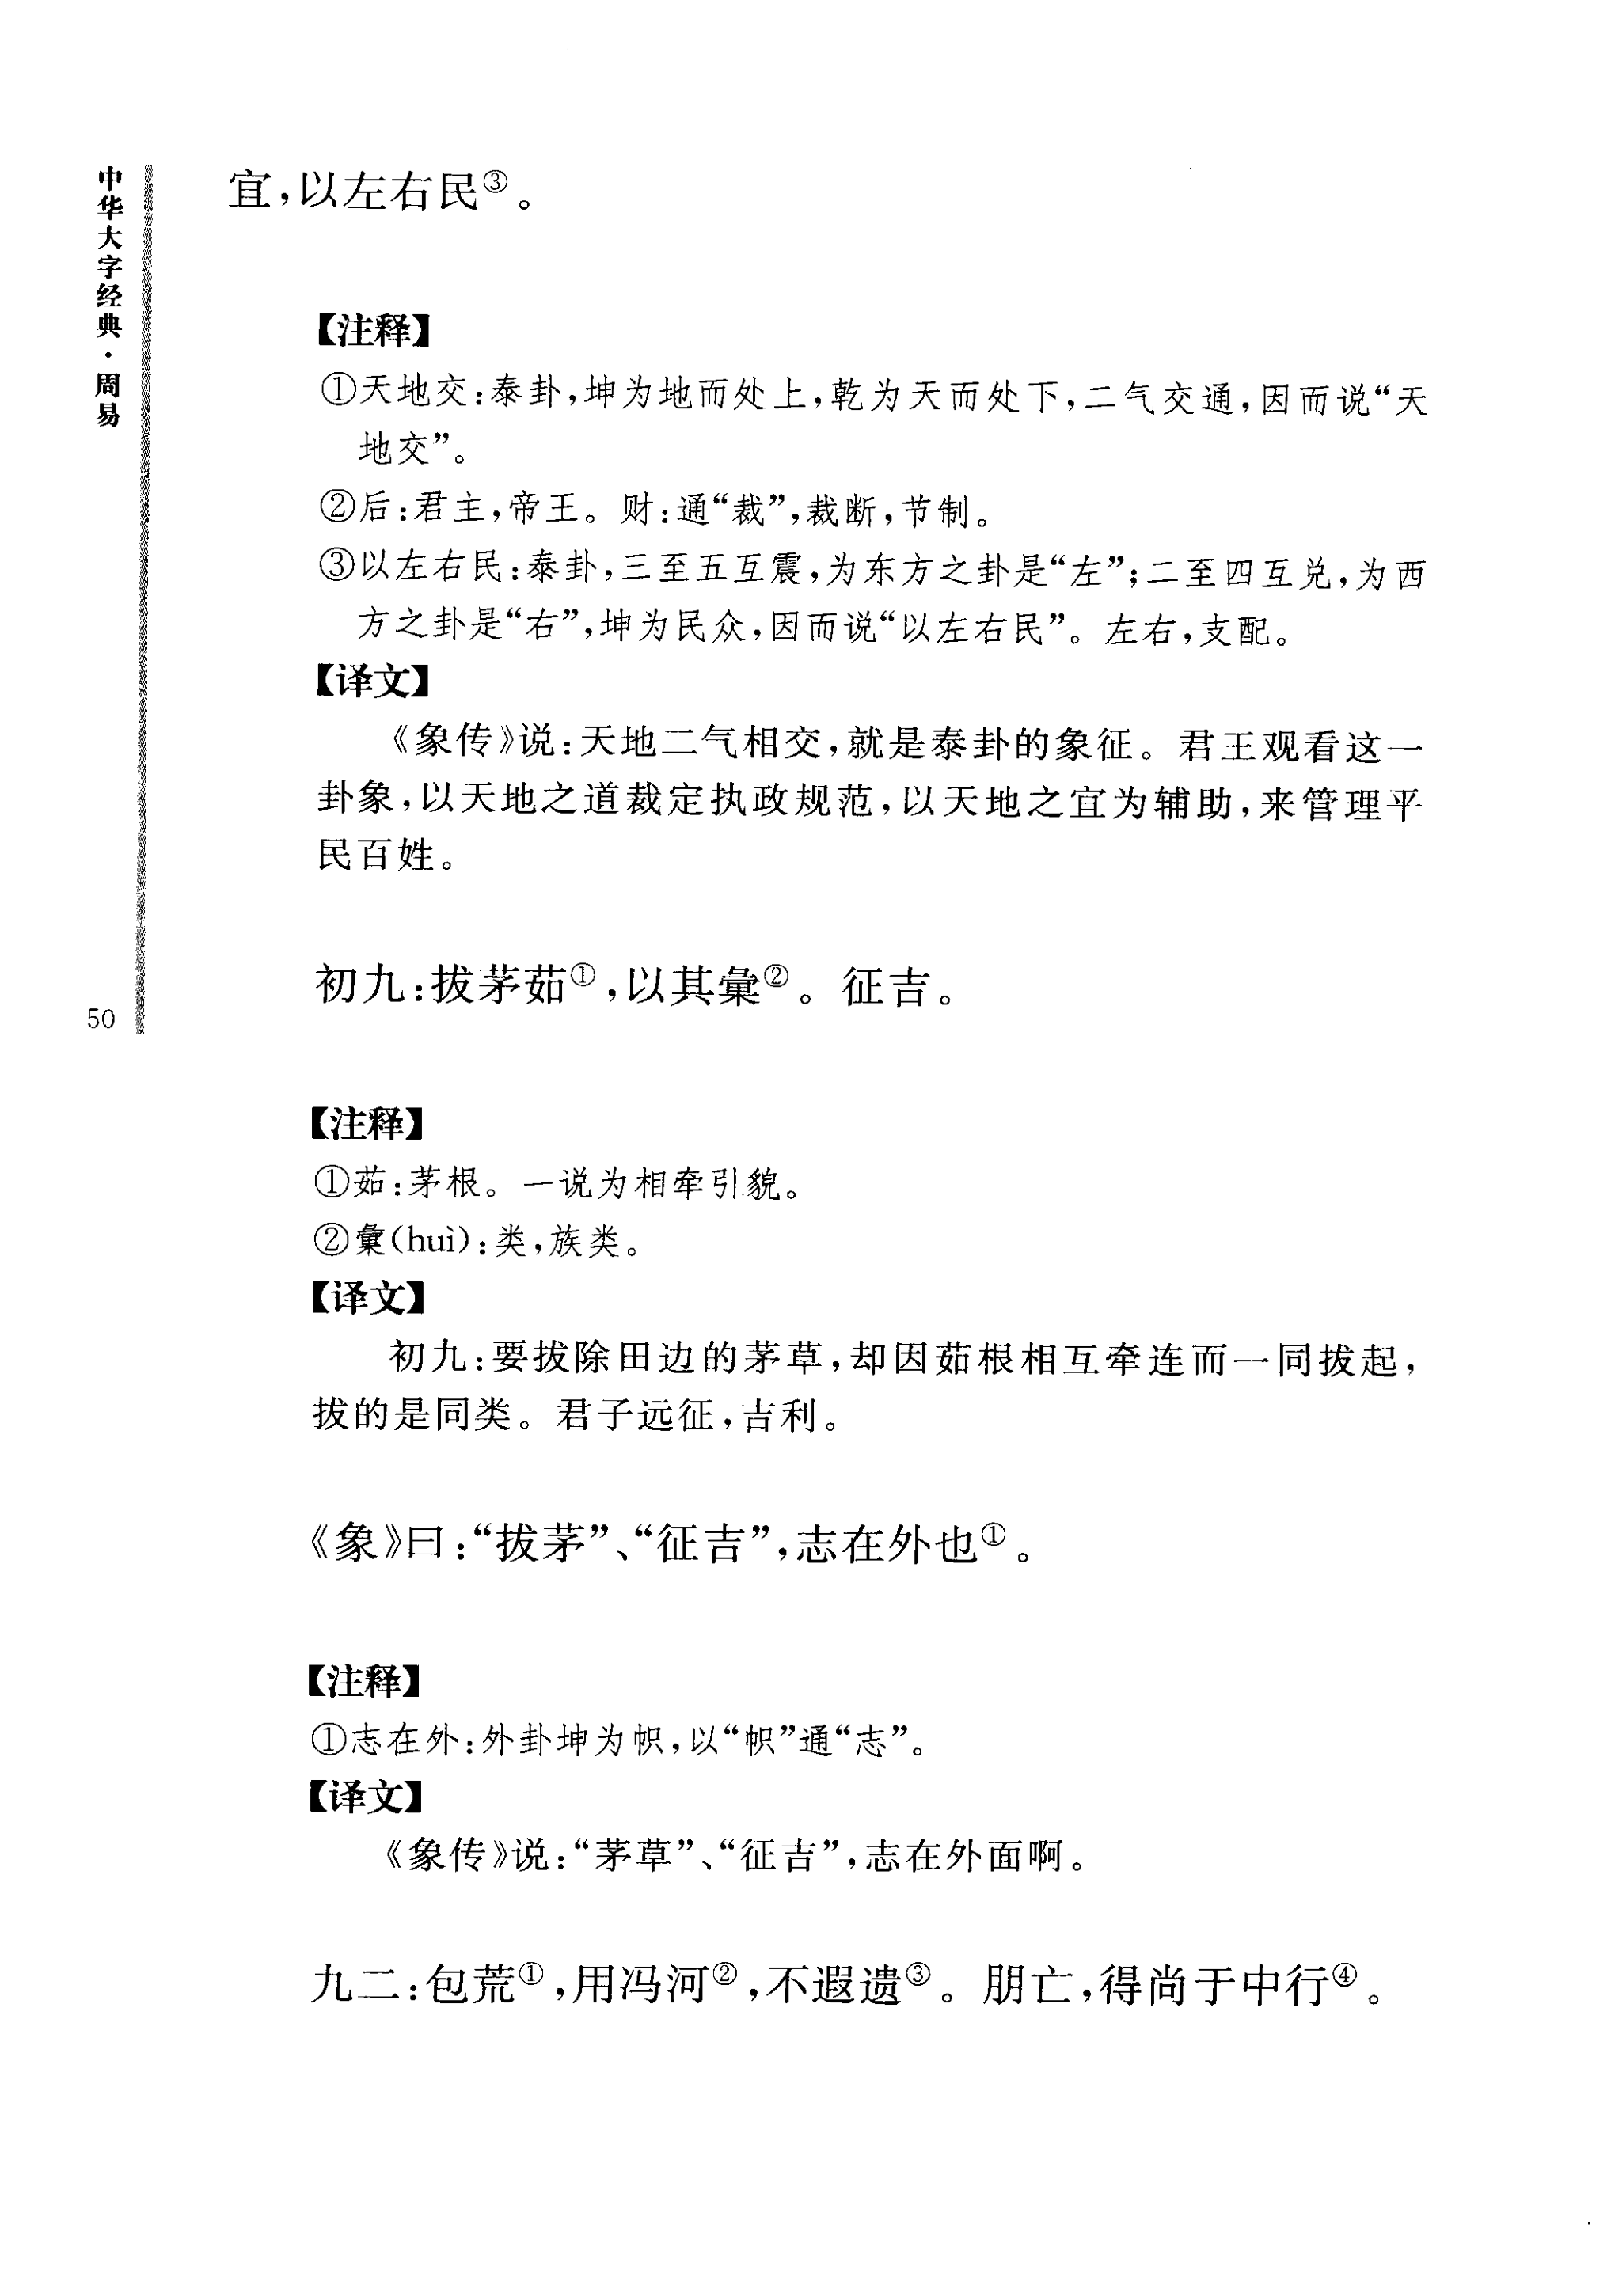 中华大字经典·周易
50
宜，以左右民③。
【注释】
①天地交：泰卦，坤为地而处上，乾为天而处下，二气交通，因而说“天
地交”。
②后：君主，帝王。财：通“裁”，裁断，节制。
③以左右民：泰卦，三至五互震，为东方之卦是“左”；二至四互兑，为西
方之卦是“右”，坤为民众，因而说“以左右民”。左右，支配。
【译文】
《象传》说：天地二气相交，就是泰卦的象征。君王观看这一
卦象，以天地之道裁定执政规范，以天地之宜为辅助，来管理平
民百姓。
初九：拔茅茹①，以其彙②。征吉。
【注释】
①茹：茅根。一说为相牵引貌。
②彙（huì）：类，族类。
【译文】
初九：要拔除田边的茅草，却因茹根相互牵连而一同拔起，
拔的是同类。君子远征，吉利。
《象》曰：“拔茅”、“征吉”，志在外也①。
【注释】
①志在外：外卦坤为帜，以“帜”通“志”。
【译文】
《象传》说：“茅草”、“征吉”，志在外面啊。
九二：包荒①，用冯河②，不遐遗③。朋亡，得尚于中行④。